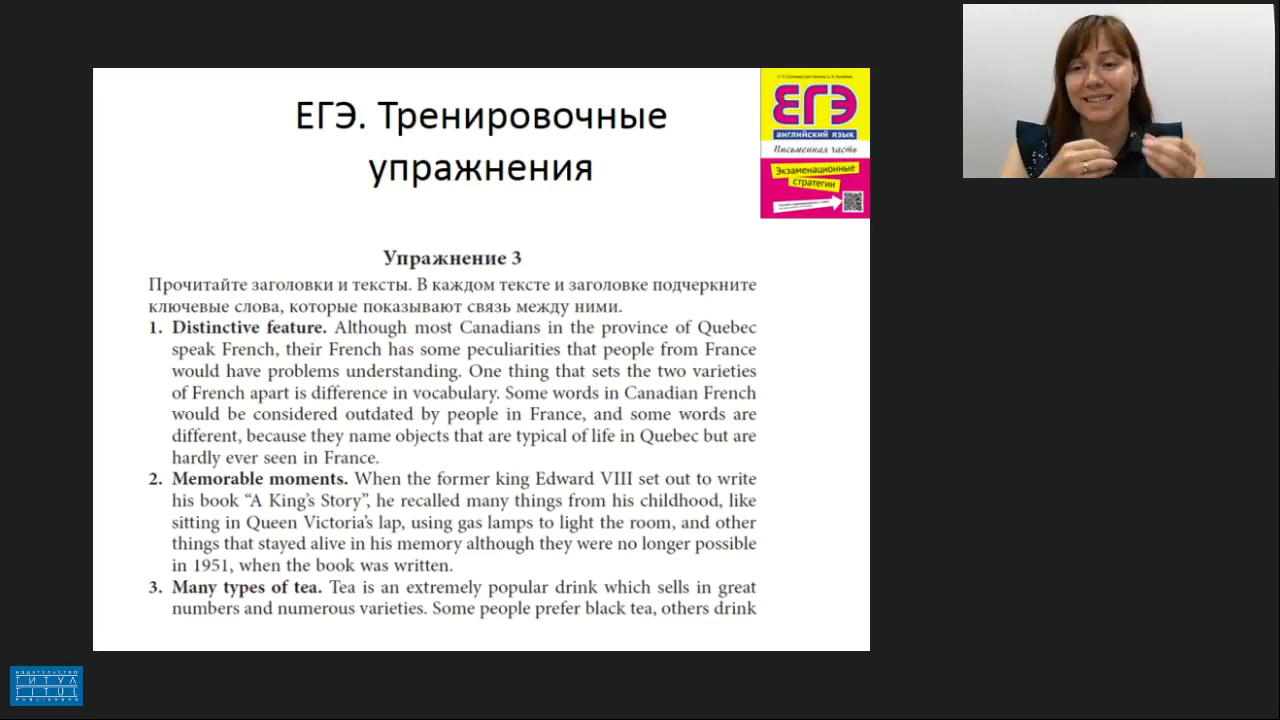 ЕГЭ. Тренировочные
упражнения
ЕГЭ
английский язык
Письменная часть
Экзаменационные
стратегии
Упражнение 3
Прочитайте заголовки и тексты. В каждом тексте и заголовке подчеркните
ключевые слова, которые показывают связь между ними.
1. Distinctive feature. Although most Canadians in the province of Quebec
speak French, their French has some peculiarities that people from France
would have problems understanding. One thing that sets the two varieties
of French apart is difference in vocabulary. Some words in Canadian French
would be considered outdated by people in France, and some words are
different, because they name objects that are typical of life in Quebec but are
hardly ever seen in France.
2. Memorable moments. When the former king Edward VIII set out to write
his book “A King’s Story”, he recalled many things from his childhood, like
sitting in Queen Victoria’s lap, using gas lamps to light the room, and other
things that stayed alive in his memory although they were no longer possible
in 1951, when the book was written.
3. Many types of tea. Tea is an extremely popular drink which sells in great
numbers and numerous varieties. Some people prefer black tea, others drink
ИЗДАТЕЛЬСТВО
ТИТУЛ
TITUL
PUBLISHERS